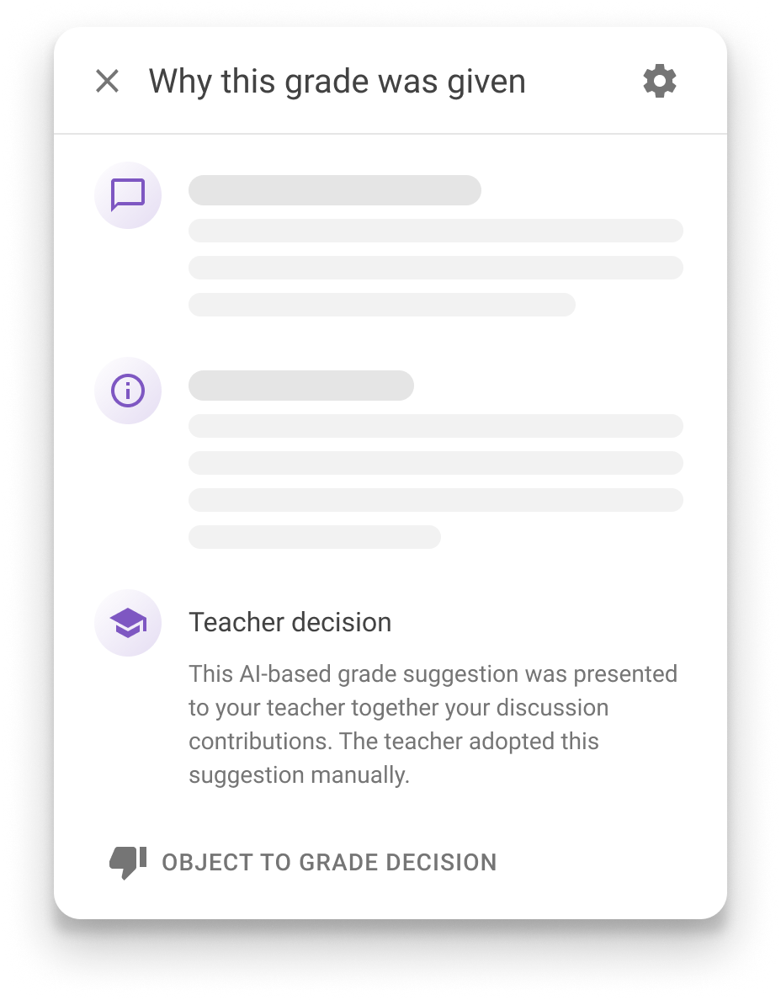 Why this grade was given
Teacher decision
This AI-based grade suggestion was presented
to your teacher together your discussion
contributions. The teacher adopted this
suggestion manually.
OBJECT TO GRADE DECISION